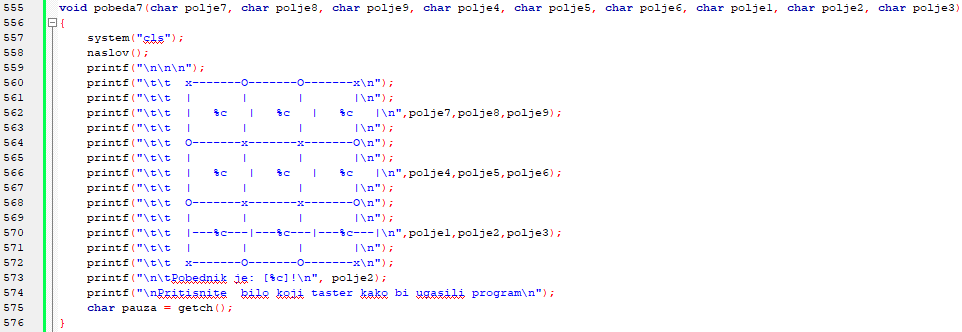 555 void pobeda7(char polje7, char polje8, char polje9, char polje4, char polje5, char polje6, char polje1, char polje2, char polje3)
556 {
557     system("cls");
558     naslov();
559     printf("\n\n\n");
560     printf("\t\t  x-------O-------O-------x\n");
561     printf("\t\t  |       |       |       |\n");
562     printf("\t\t  |   %c   |   %c   |   %c   |\n",polje7,polje8,polje9);
563     printf("\t\t  |       |       |       |\n");
564     printf("\t\t  O-------x-------x-------O\n");
565     printf("\t\t  |       |       |       |\n");
566     printf("\t\t  |   %c   |   %c   |   %c   |\n",polje4,polje5,polje6);
567     printf("\t\t  |       |       |       |\n");
568     printf("\t\t  O-------x-------x-------O\n");
569     printf("\t\t  |       |       |       |\n");
570     printf("\t\t  |---%c---|---%c---|---%c---|\n",polje1,polje2,polje3);
571     printf("\t\t  |       |       |       |\n");
572     printf("\t\t  x-------O-------O-------x\n");
573     printf("\n\tPobednik je: [%c]!\n", polje2);
574     printf("\nPritisnite  bilo koji taster kako bi ugasili program\n");
575     char pauza = getch();
576 }